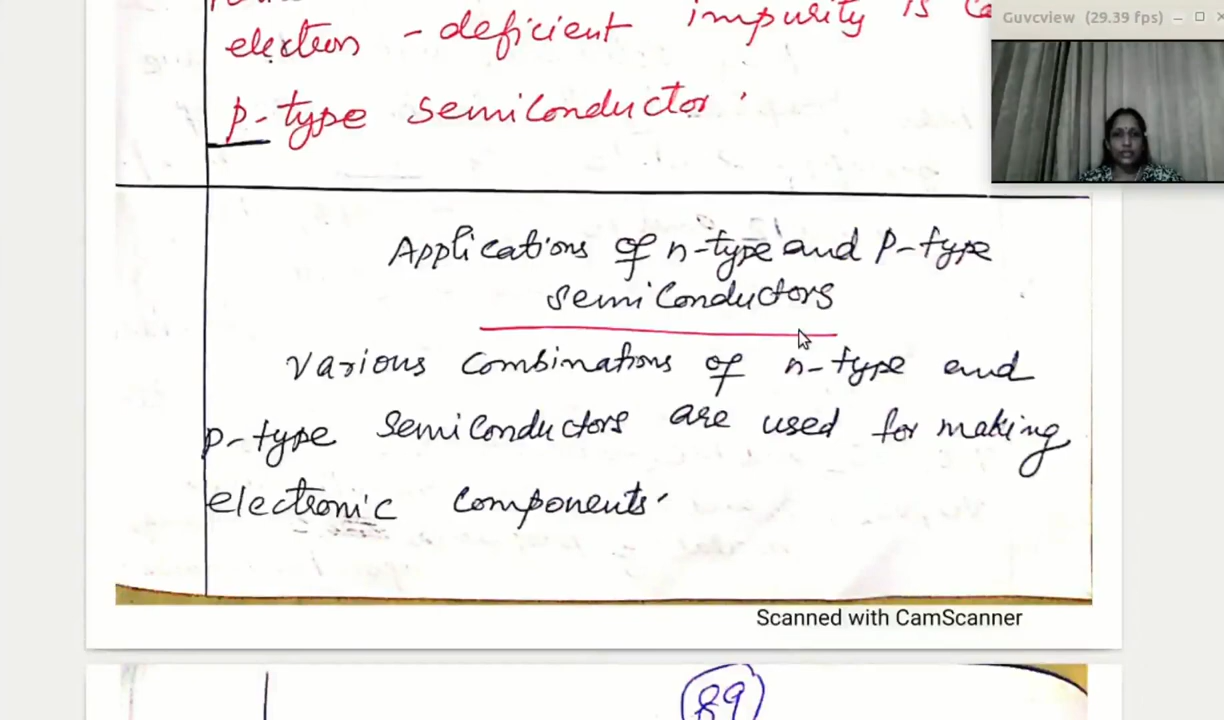 Guvcview (29.39 fps)
impurity is
electron - deficient
p-type semiconductor.
Applications of n-type and p-type
semiconductors
Various combinations of n-type and
p-type semiconductors are used for making
electronic components.
Scanned with CamScanner
89